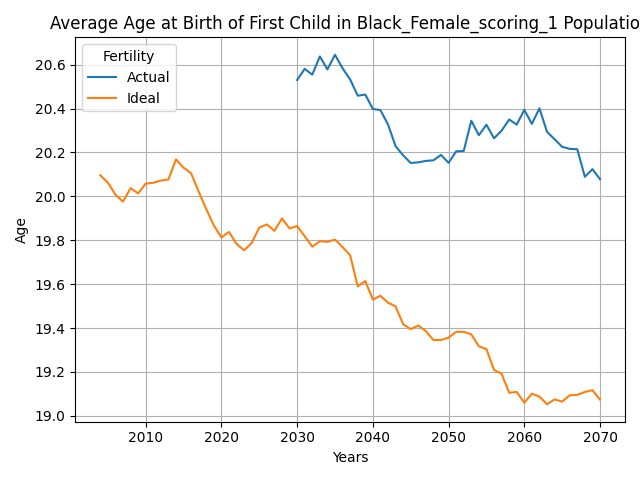 Average Age at Birth of First Child in Black_Female_scoring_1 Populatio
Fertility
Actual
Ideal
20.6
20.4
20.2
20.0
19.8
19.6
19.4
19.2
19.0
Age
2010 2020 2030 2040 2050 2060 2070
Years